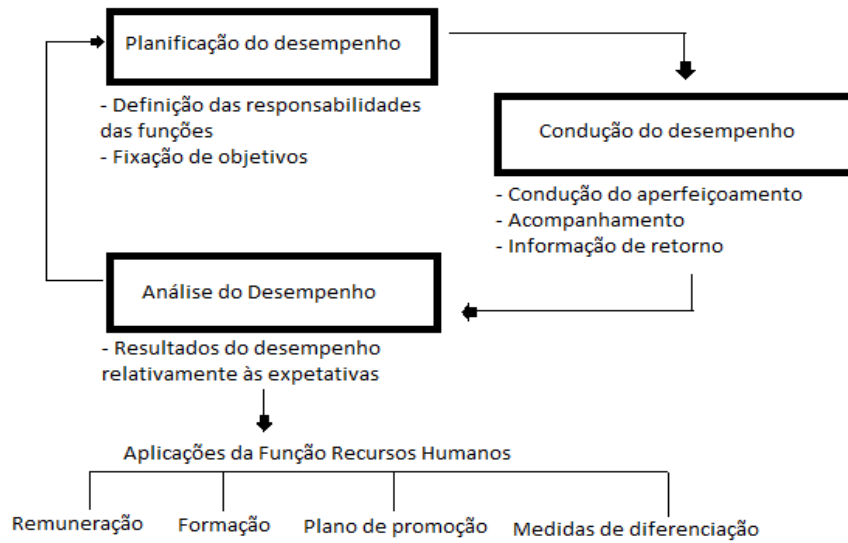 Planificação do desempenho
- Definição das responsabilidades
das funções
- Fixação de objetivos
Condução do desempenho
- Condução do aperfeiçoamento
- Acompanhamento
- Informação de retorno
Análise do Desempenho
- Resultados do desempenho
relativamente às expetativas
Aplicações da Função Recursos Humanos
Remuneração
Formação
Plano de promoção
Medidas de diferenciação